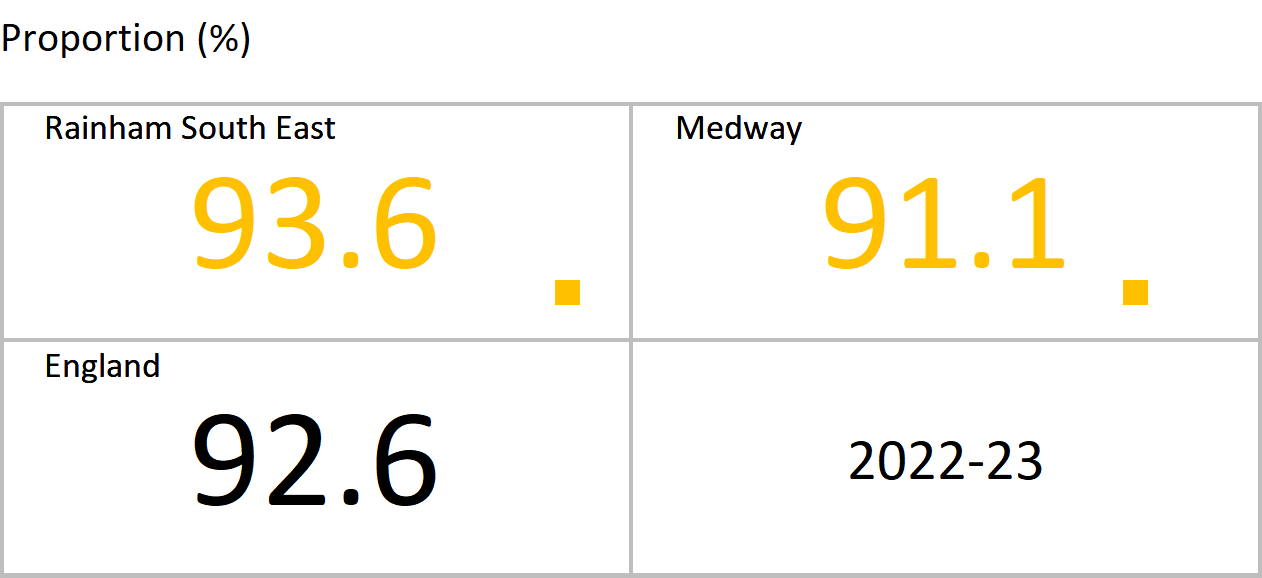 Proportion (%)
Rainham South East
93.6
Medway
91.1
England
92.6
2022-23